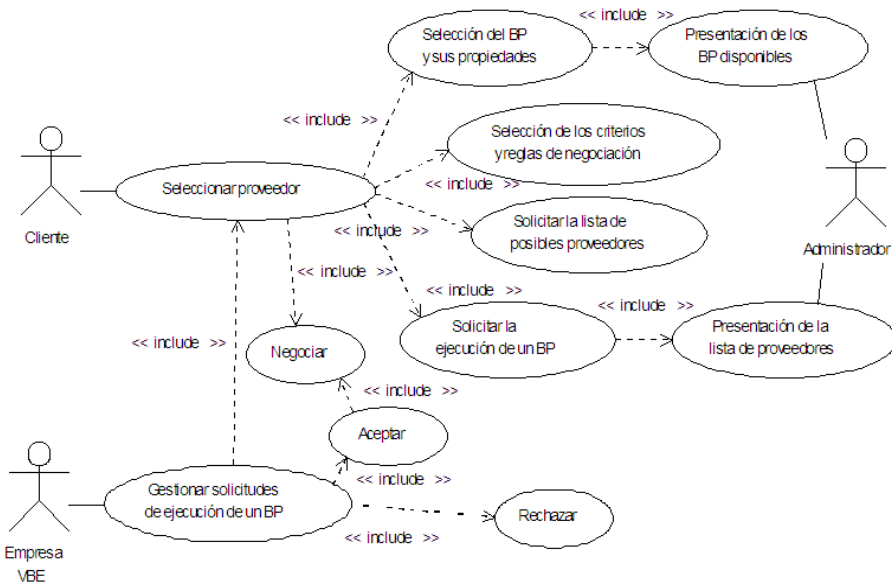 << include >>
Selección del BP
y sus propiedades
Presentación de los
BP disponibles
<< include >>
Selección de los criterios
y reglas de negociación
Seleccionar proveedor
<< include >>
Cliente
<< include >>
Solicitar la lista de
posibles proveedores
Administrador
<< include >>
<< include >>
<< include >>
Solicitar la
ejecución de un BP
Presentación de la
lista de proveedores
<< include >>
Negociar
<< include >>
Aceptar
<< include >>
Gestionar solicitudes
de ejecución de un BP
Rechazar
<< include >>
Empresa
VBE